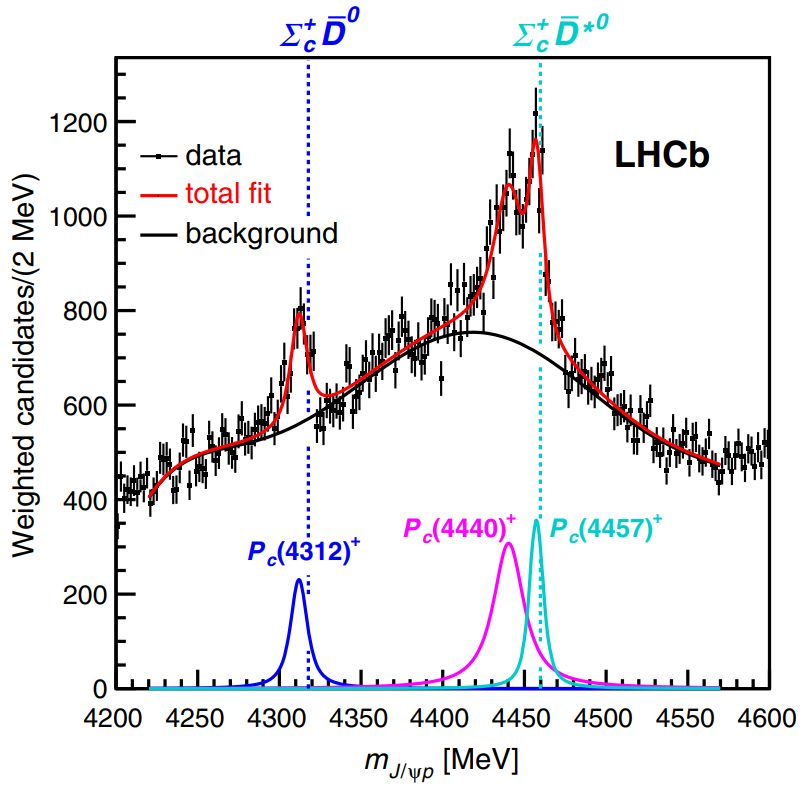 Σc+ D̅0 Σc+ D̅*0
1200
1000
800
600
400
200
0
Weighted candidates/(2 MeV)
data
total fit
background
LHCb
Pc(4312)+
Pc(4440)+ Pc(4457)+
4200 4250 4300 4350 4400 4450 4500 4550 4600
mJ/ψp [MeV]